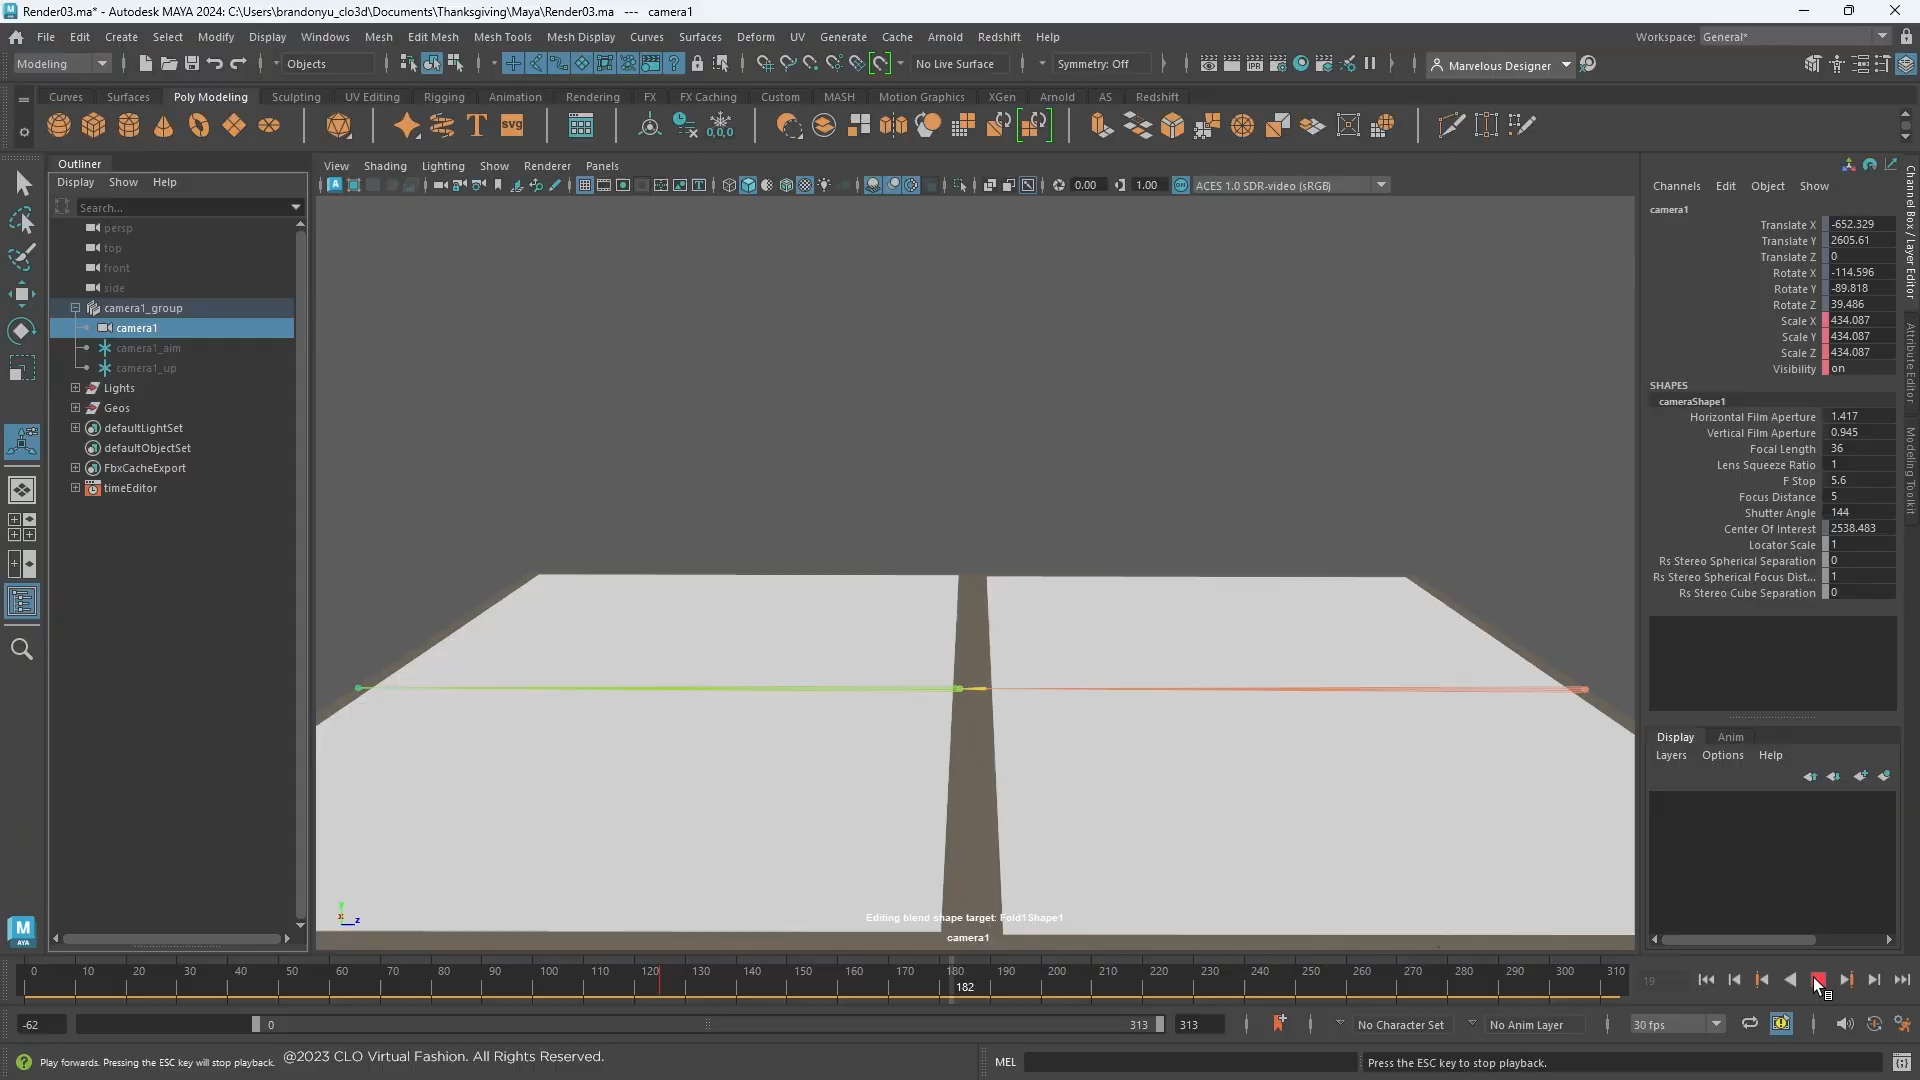 Render03.ma* - Autodesk MAYA 2024: C:\Users\brandonyu_clo3d\Documents\Thanksgiving\Maya\Render03.ma --- camera1
File Edit Create Select Modify Display Windows Mesh Edit Mesh Mesh Tools Mesh Display Curves Surfaces Deform UV Generate Cache Arnold Redshift Help
Workspace: General*
Modeling Objects No Live Surface Symmetry: Off Marvelous Designer
Curves Surfaces Poly Modeling Sculpting UV Editing Rigging Animation Rendering FX FX Caching Custom MASH Motion Graphics XGen Arnold AS Redshift
Outliner
Display Show Help
Search...
persp
top
front
side
camera1_group
camera1
camera1_aim
camera1_up
Lights
Geos
defaultLightSet
defaultObjectSet
FbxCacheExport
timeEditor
View Shading Lighting Show Renderer Panels
0.00 1.00 ACES 1.0 SDR-video (sRGB)
Editing blend shape target: Fold1Shape1
camera1
Channels Edit Object Show
camera1
Translate X -652.329
Translate Y 2605.61
Translate Z 0
Rotate X -114.596
Rotate Y -89.818
Rotate Z 39.486
Scale X 434.087
Scale Y 434.087
Scale Z 434.087
Visibility on
SHAPES
cameraShape1
Horizontal Film Aperture 1.417
Vertical Film Aperture 0.945
Focal Length 36
Lens Squeeze Ratio 1
F Stop 5.6
Focus Distance 5
Shutter Angle 144
Center Of Interest 2538.483
Locator Scale 1
Rs Stereo Spherical Separation 0
Rs Stereo Spherical Focus Dist... 1
Rs Stereo Cube Separation 0
Display Anim
Layers Options Help
Channel Box / Layer Editor
Attribute Editor
Modeling Toolkit
0 10 20 30 40 50 60 70 80 90 100 110 120 130 140 150 160 170 180 190 200 210 220 230 240 250 260 270 280 290 300 310
182
19
-62 0 313 313 No Character Set No Anim Layer 30 fps
Play forwards. Pressing the ESC key will stop playback. @2023 CLO Virtual Fashion. All Rights Reserved.
MEL Press the ESC key to stop playback.